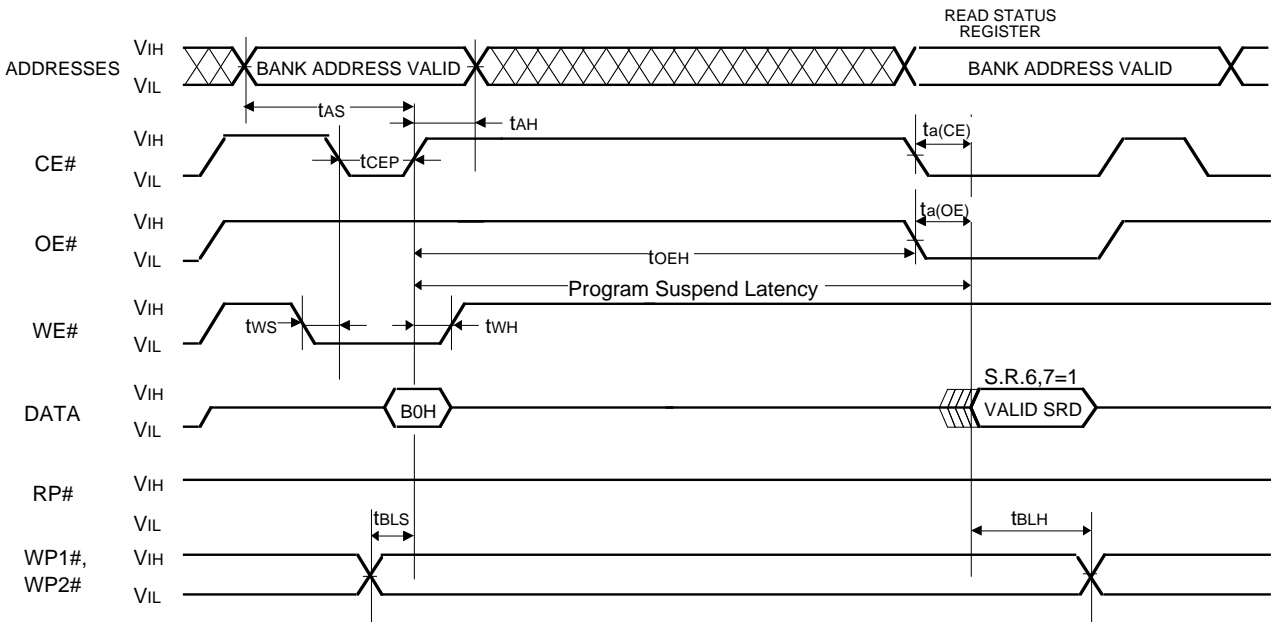 READ STATUS
REGISTER
ADDRESSES
VIH
VIL
BANK ADDRESS VALID
BANK ADDRESS VALID
tAS
tAH
CE#
VIH
VIL
tCEP
ta(CE)
OE#
VIH
VIL
ta(OE)
tOEH
Program Suspend Latency
WE#
VIH
VIL
tWS
tWH
DATA
VIH
VIL
B0H
S.R.6,7=1
VALID SRD
RP#
VIH
VIL
tBLS
tBLH
WP1#,
WP2#
VIH
VIL